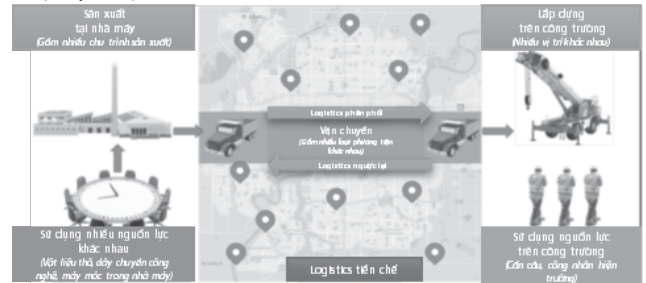 Sản xuất
tại nhà máy
(Gồm nhiều chu trình sản xuất)
Lắp dựng
trên công trường
(Nhiều vị trí khác nhau)
Logistics phân phối
Vận chuyển
(Gồm nhiều loại phương tiện
khác nhau)
Logistics ngược lại
Sử dụng nhiều nguồn lực
khác nhau
(Vật liệu thô, dây chuyền công
nghệ, máy móc trong nhà máy)
Logistics tiền chế
Sử dụng nguồn lực
trên công trường
(Cần cẩu, công nhân hiện
trường)